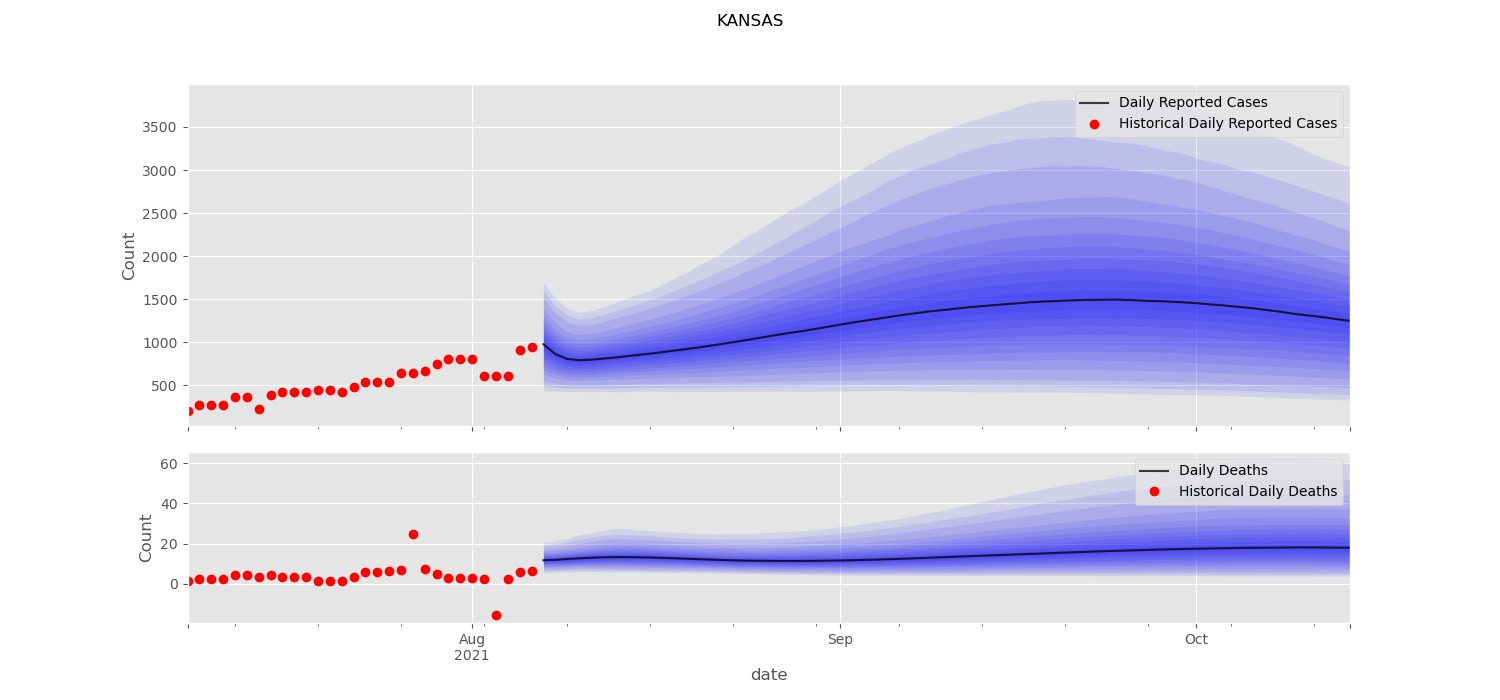 KANSAS
Daily Reported Cases
Historical Daily Reported Cases
3500
3000
2500
2000
1500
1000
500
Count
Daily Deaths
Historical Daily Deaths
60
40
20
0
Count
Aug
2021
Sep
Oct
date